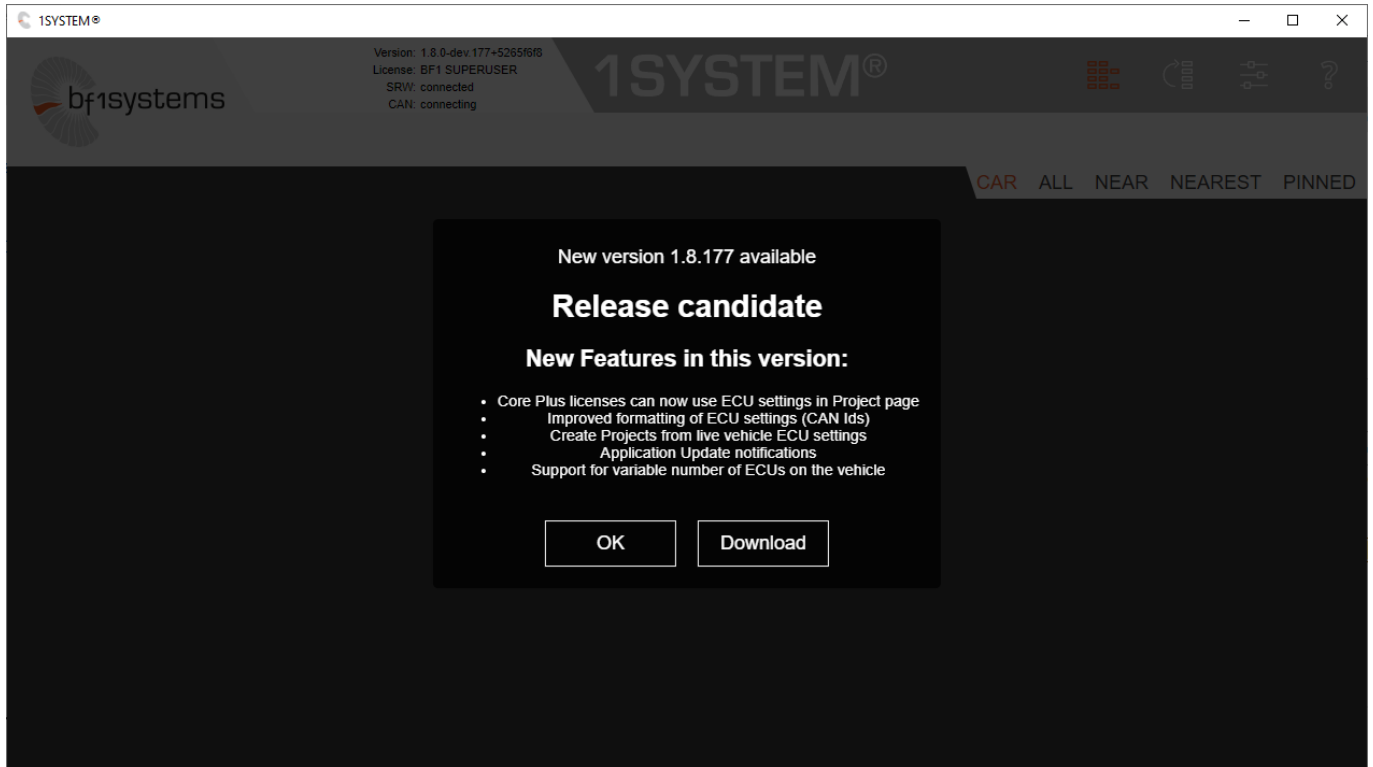 1SYSTEM®
Version: 1.8.0-dev.177+5265f6f8
License: BF1 SUPERUSER
SRW: connected
CAN: connecting
bf1systems
1SYSTEM®
CAR ALL NEAR NEAREST PINNED
New version 1.8.177 available
Release candidate
New Features in this version:
• Core Plus licenses can now use ECU settings in Project page
• Improved formatting of ECU settings (CAN Ids)
• Create Projects from live vehicle ECU settings
• Application Update notifications
• Support for variable number of ECUs on the vehicle
OK Download